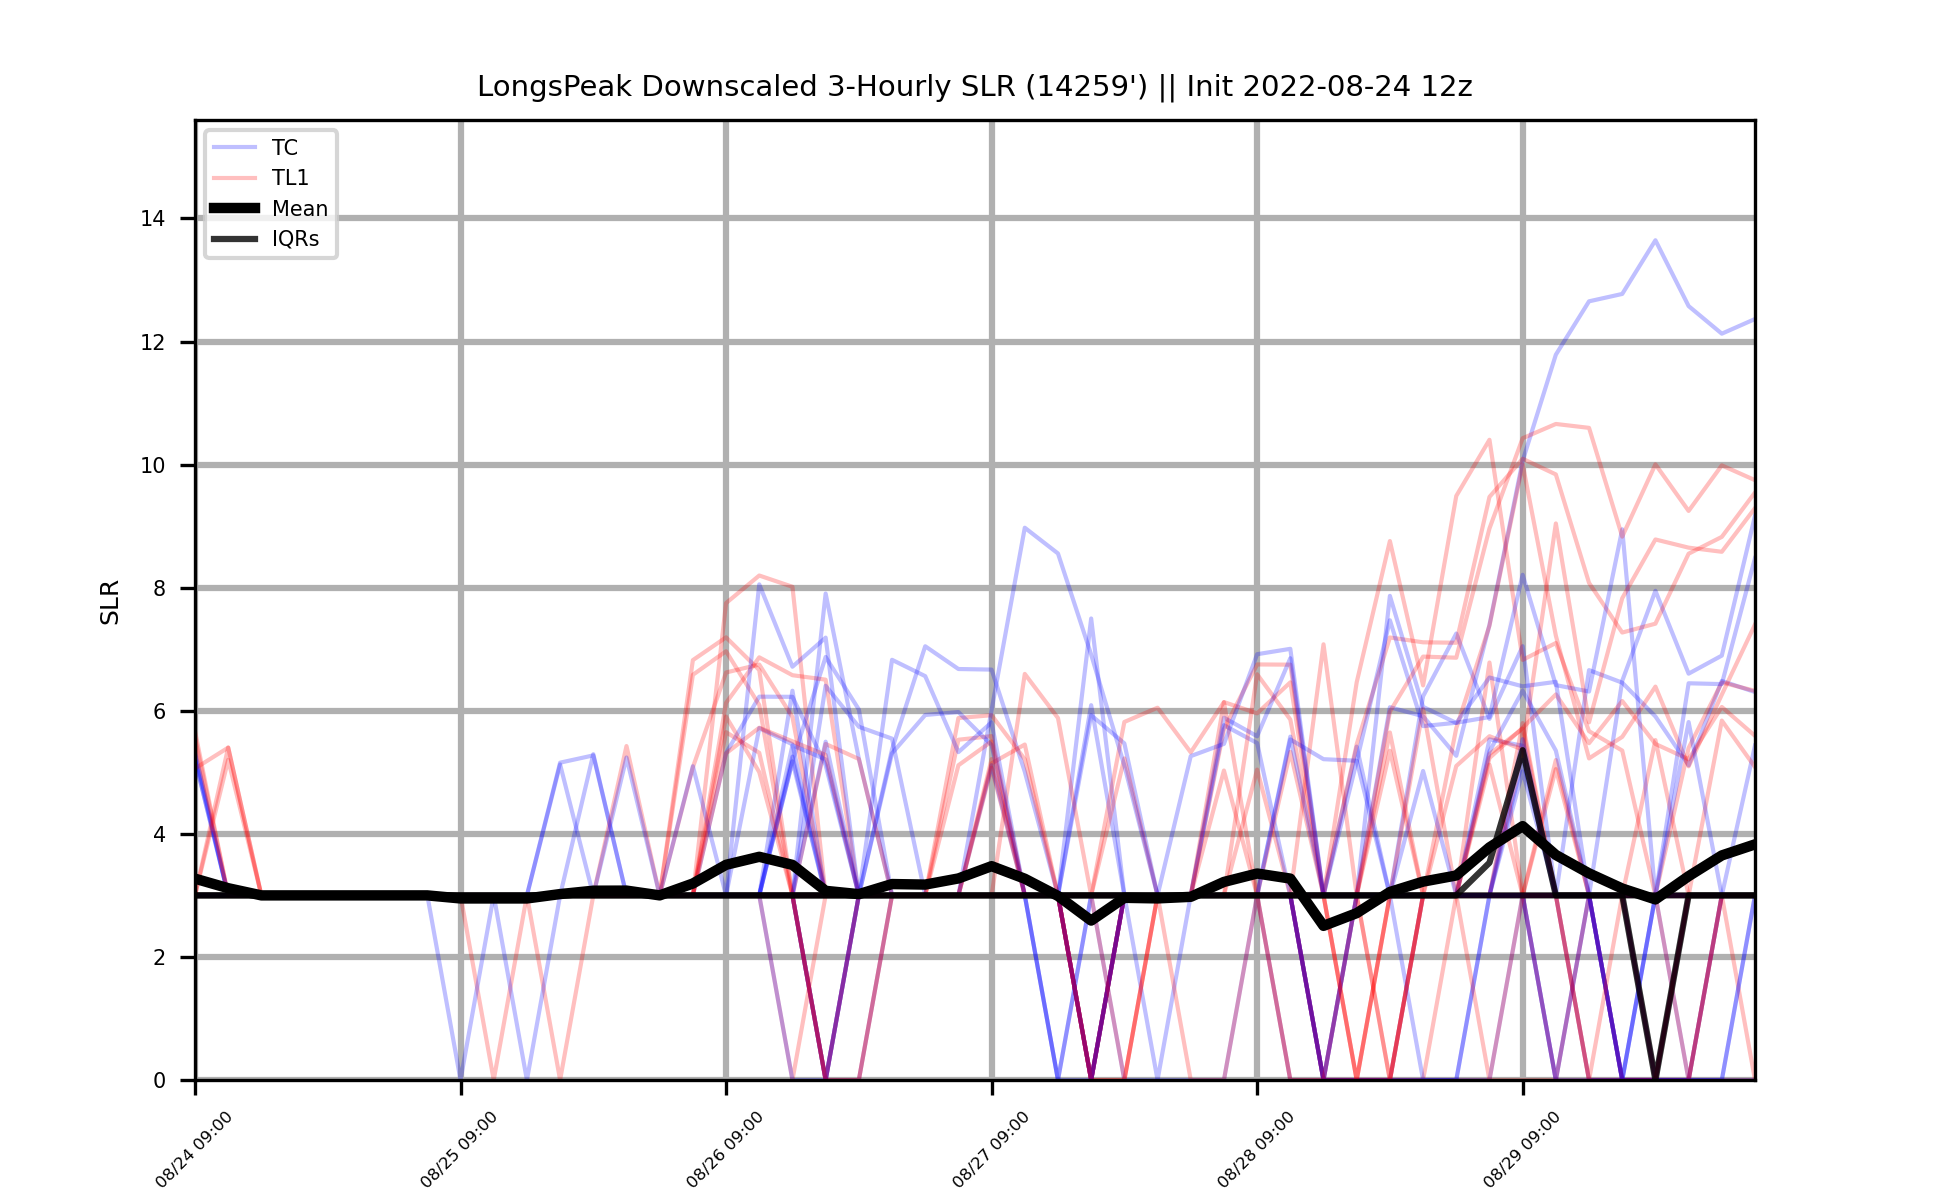 LongsPeak Downscaled 3-Hourly SLR (14259') || Init 2022-08-24 12z
TC
TL1
Mean
IQRs
SLR
14
12
10
8
6
4
2
0
08/24 09:00
08/25 09:00
08/26 09:00
08/27 09:00
08/28 09:00
08/29 09:00